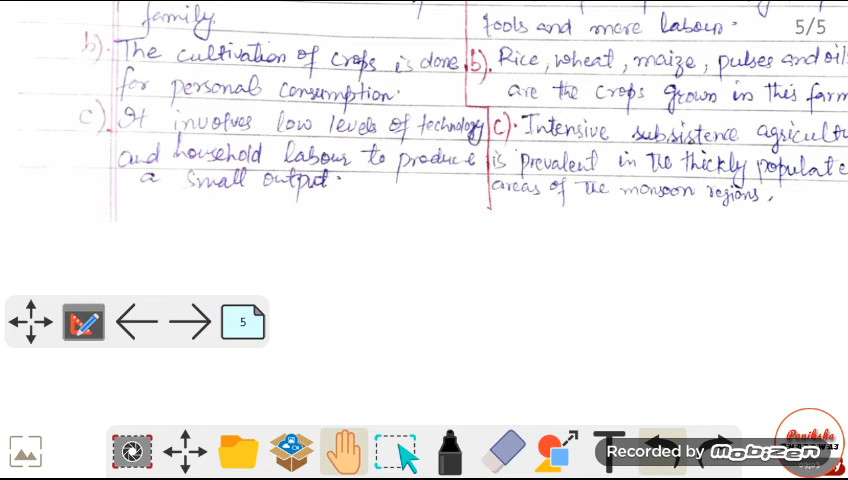 family.
b). The cultivation of crops is done
for personal consumption.
c). It involves low levels of technology
and household labour to produce
a small output.
tools and more labour.
b). Rice, wheat, maize, pulses and oil
are the crops grown in this farm
c). Intensive subsistence agricultu
is prevalent in the thickly populate
areas of the monsoon regions.
5/5
5
Recorded by mobizen
Paniksha